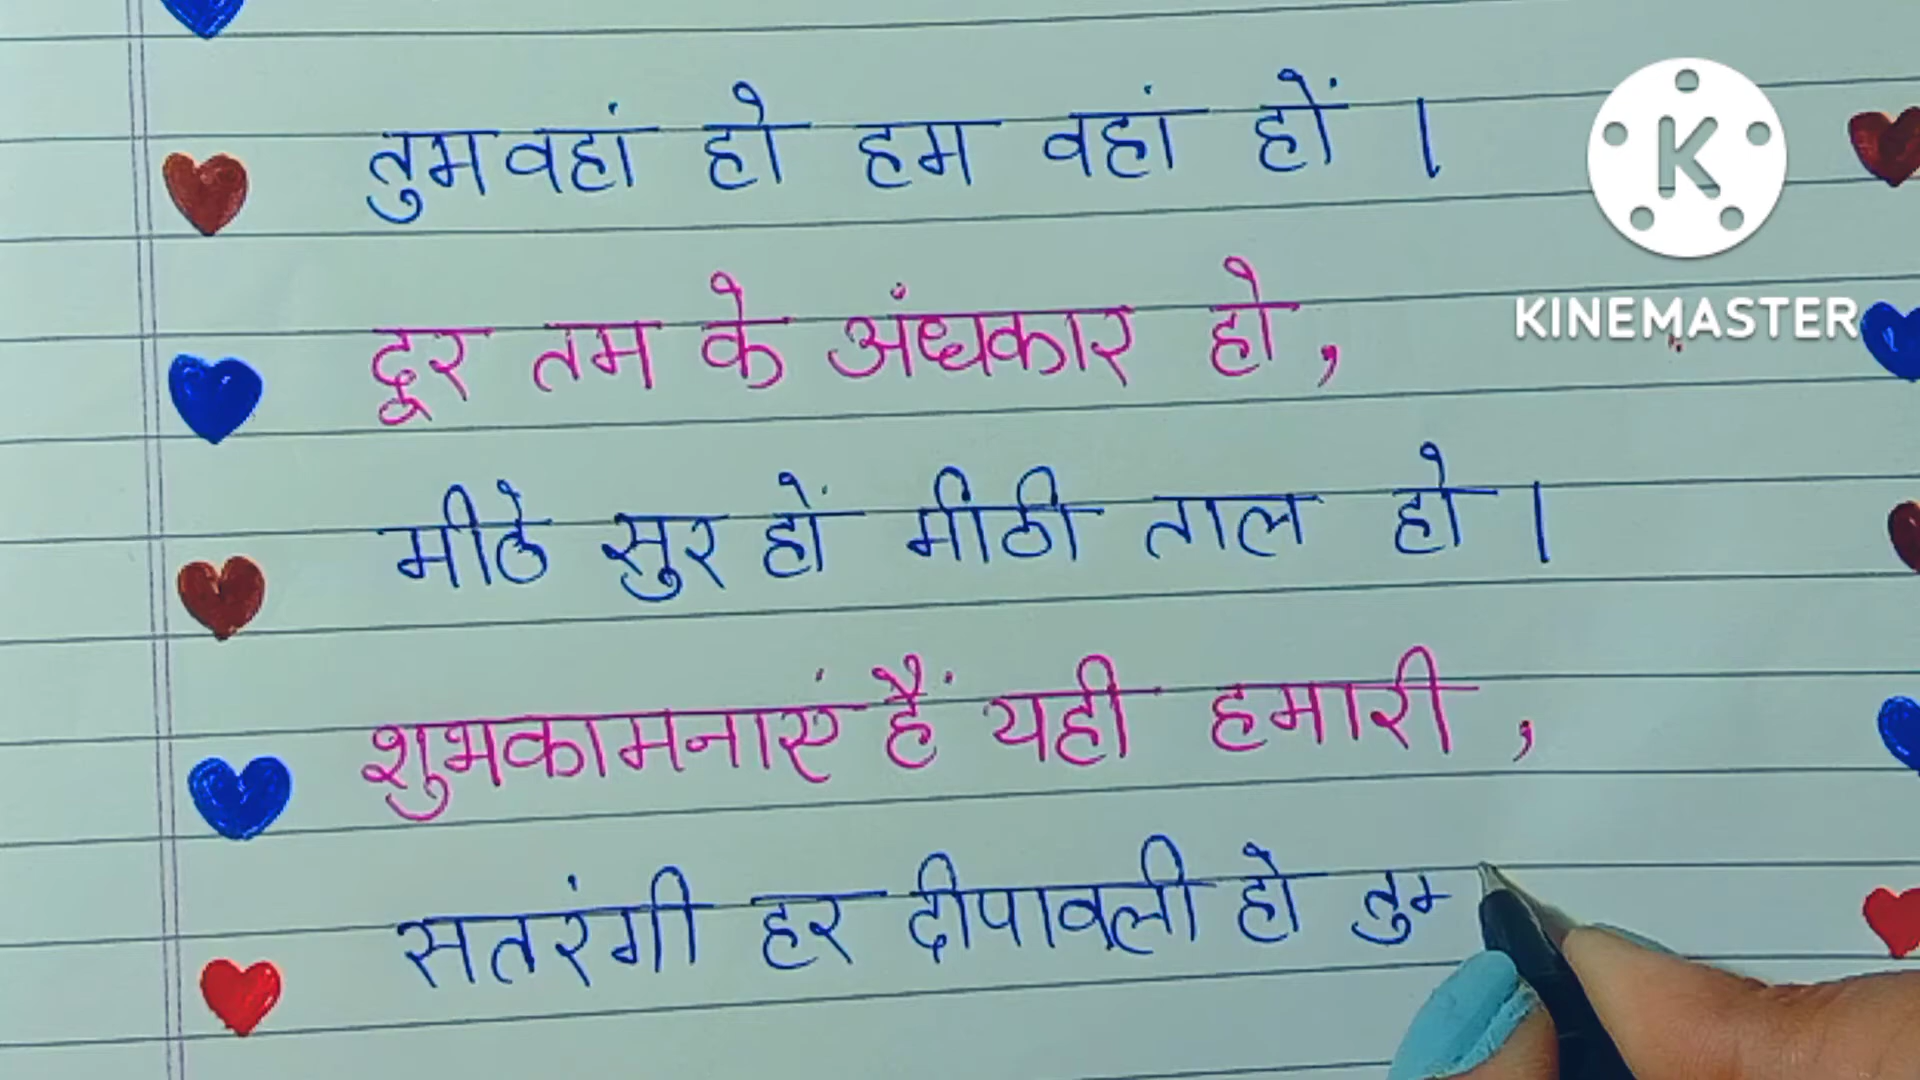 तुम वहां हो हम वहां हों ।
दूर तम के अंधकार हो ,
मीठे सुर हों मीठी ताल हो ।
शुभकामनाएं हैं यही हमारी ,
सतरंगी हर दीपावली हो
K
KINEMASTER